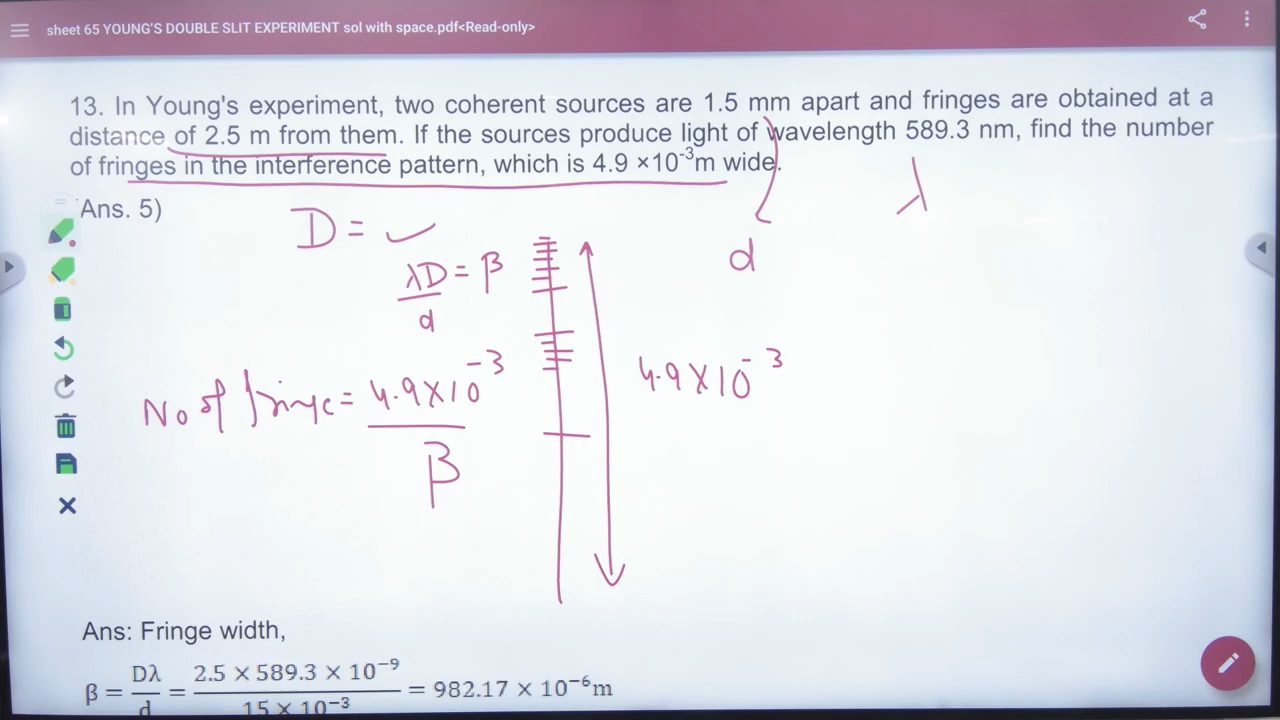 sheet 65 YOUNG'S DOUBLE SLIT EXPERIMENT sol with space.pdf<Read-only>
13. In Young's experiment, two coherent sources are 1.5 mm apart and fringes are obtained at a
distance of 2.5 m from them. If the sources produce light of wavelength 589.3 nm, find the number
of fringes in the interference pattern, which is 4.9 ×10⁻³m wide.
Ans. 5)
λ
D = ✓
d
λD/d = β
No of fringe = 4.9×10⁻³/β
4.9×10⁻³
Ans: Fringe width,
β = Dλ/d = 2.5 × 589.3 × 10⁻⁹/15 × 10⁻³ = 982.17 × 10⁻⁶m